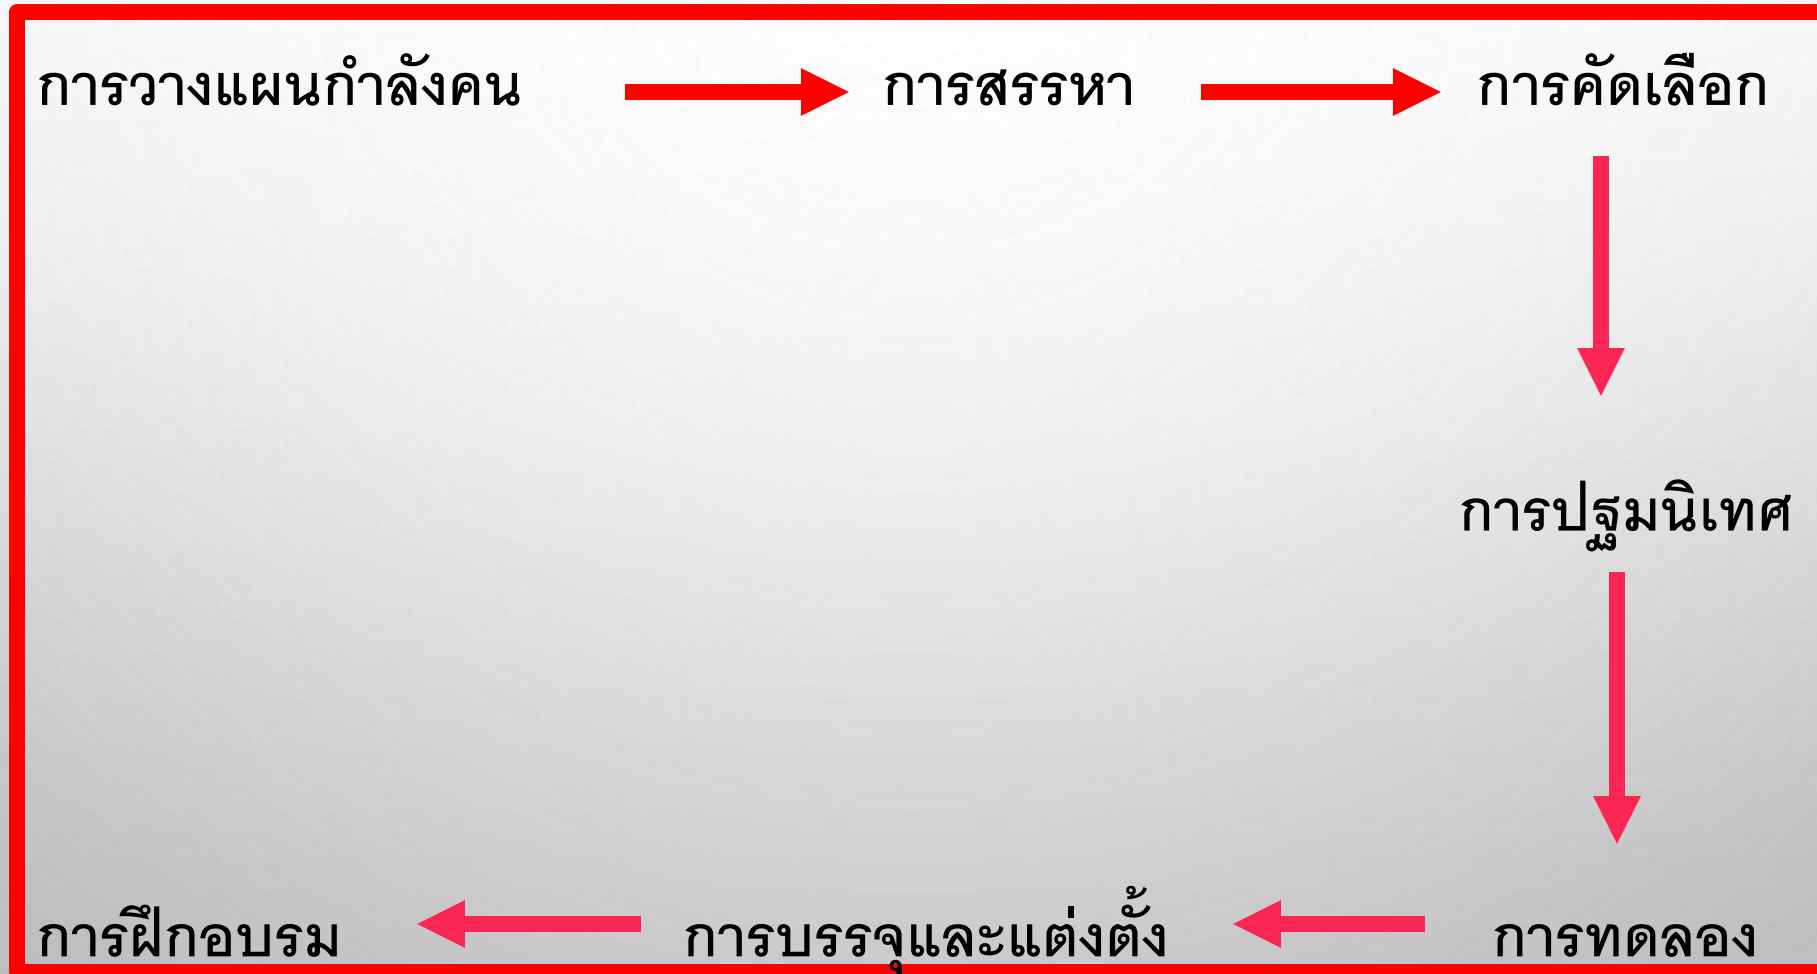 การวางแผนกำลังคน การสรรหา การคัดเลือก
การปฐมนิเทศ
การฝึกอบรม การบรรจุและแต่งตั้ง การทดลอง